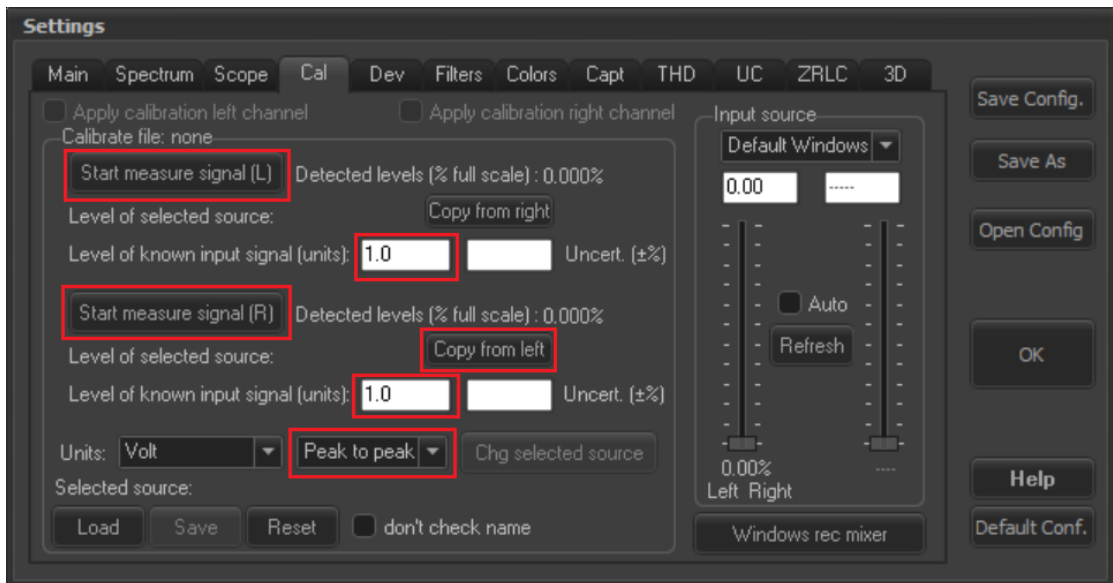 Settings
Main Spectrum Scope Cal Dev Filters Colors Capt THD UC ZRLC 3D
Apply calibration left channel Apply calibration right channel
Calibrate file: none
Start measure signal (L) Detected levels (% full scale) : 0.000%
Level of selected source: Copy from right
Level of known input signal (units): 1.0 Uncert. (±%)
Start measure signal (R) Detected levels (% full scale) : 0.000%
Level of selected source: Copy from left
Level of known input signal (units): 1.0 Uncert. (±%)
Units: Volt Peak to peak Chg selected source
Selected source:
Load Save Reset don't check name
Input source
Default Windows
0.00 -----
Auto
Refresh
0.00% ----
Left Right
Windows rec mixer
Save Config.
Save As
Open Config
OK
Help
Default Conf.